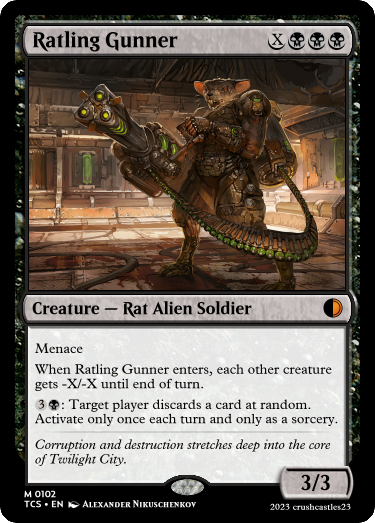 Ratling Gunner X
Creature — Rat Alien Soldier
Menace
When Ratling Gunner enters, each other creature
gets -X/-X until end of turn.
3: Target player discards a card at random.
Activate only once each turn and only as a sorcery.
Corruption and destruction stretches deep into the core
of Twilight City.
3/3
M 0102
TCS • EN Alexander Nikuschenkov
2023 crushcastles23